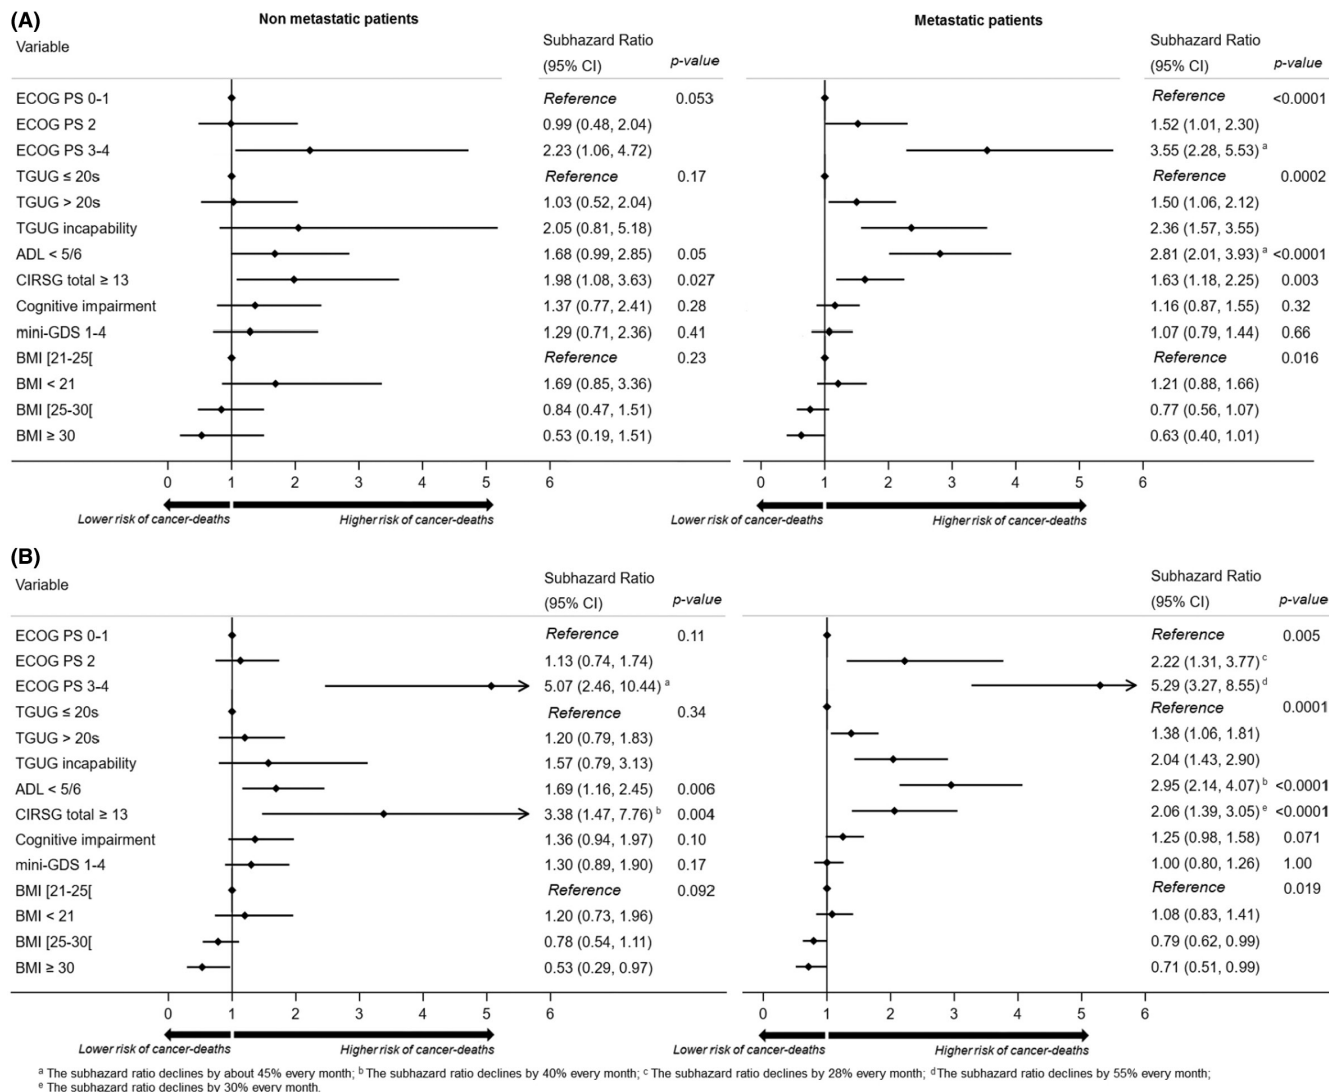 (A)
Non metastatic patients
Metastatic patients
Variable
Subhazard Ratio
(95% CI)
p-value
Subhazard Ratio
(95% CI)
p-value
ECOG PS 0-1 Reference 0.053 Reference <0.0001
ECOG PS 2 0.99 (0.48, 2.04) 1.52 (1.01, 2.30)
ECOG PS 3-4 2.23 (1.06, 4.72) 3.55 (2.28, 5.53) a
TGUG ≤ 20s Reference 0.17 Reference 0.0002
TGUG > 20s 1.03 (0.52, 2.04) 1.50 (1.06, 2.12)
TGUG incapability 2.05 (0.81, 5.18) 2.36 (1.57, 3.55)
ADL < 5/6 1.68 (0.99, 2.85) 0.05 2.81 (2.01, 3.93) a <0.0001
CIRSG total ≥ 13 1.98 (1.08, 3.63) 0.027 1.63 (1.18, 2.25) 0.003
Cognitive impairment 1.37 (0.77, 2.41) 0.28 1.16 (0.87, 1.55) 0.32
mini-GDS 1-4 1.29 (0.71, 2.36) 0.41 1.07 (0.79, 1.44) 0.66
BMI [21-25[ Reference 0.23 Reference 0.016
BMI < 21 1.69 (0.85, 3.36) 1.21 (0.88, 1.66)
BMI [25-30[ 0.84 (0.47, 1.51) 0.77 (0.56, 1.07)
BMI ≥ 30 0.53 (0.19, 1.51) 0.63 (0.40, 1.01)
0 1 2 3 4 5 6 0 1 2 3 4 5 6
Lower risk of cancer-deaths Higher risk of cancer-deaths Lower risk of cancer-deaths Higher risk of cancer-deaths
(B)
Variable
Subhazard Ratio
(95% CI)
p-value
Subhazard Ratio
(95% CI)
p-value
ECOG PS 0-1 Reference 0.11 Reference 0.005
ECOG PS 2 1.13 (0.74, 1.74) 2.22 (1.31, 3.77) c
ECOG PS 3-4 5.07 (2.46, 10.44) a 5.29 (3.27, 8.55) d
TGUG ≤ 20s Reference 0.34 Reference 0.0001
TGUG > 20s 1.20 (0.79, 1.83) 1.38 (1.06, 1.81)
TGUG incapability 1.57 (0.79, 3.13) 2.04 (1.43, 2.90)
ADL < 5/6 1.69 (1.16, 2.45) 0.006 2.95 (2.14, 4.07) b <0.0001
CIRSG total ≥ 13 3.38 (1.47, 7.76) b 0.004 2.06 (1.39, 3.05) e <0.0001
Cognitive impairment 1.36 (0.94, 1.97) 0.10 1.25 (0.98, 1.58) 0.071
mini-GDS 1-4 1.30 (0.89, 1.90) 0.17 1.00 (0.80, 1.26) 1.00
BMI [21-25[ Reference 0.092 Reference 0.019
BMI < 21 1.20 (0.73, 1.96) 1.08 (0.83, 1.41)
BMI [25-30[ 0.78 (0.54, 1.11) 0.79 (0.62, 0.99)
BMI ≥ 30 0.53 (0.29, 0.97) 0.71 (0.51, 0.99)
0 1 2 3 4 5 6 0 1 2 3 4 5 6
Lower risk of cancer-deaths Higher risk of cancer-deaths Lower risk of cancer-deaths Higher risk of cancer-deaths
a The subhazard ratio declines by about 45% every month; b The subhazard ratio declines by 40% every month; c The subhazard ratio declines by 28% every month; d The subhazard ratio declines by 55% every month;
e The subhazard ratio declines by 30% every month.